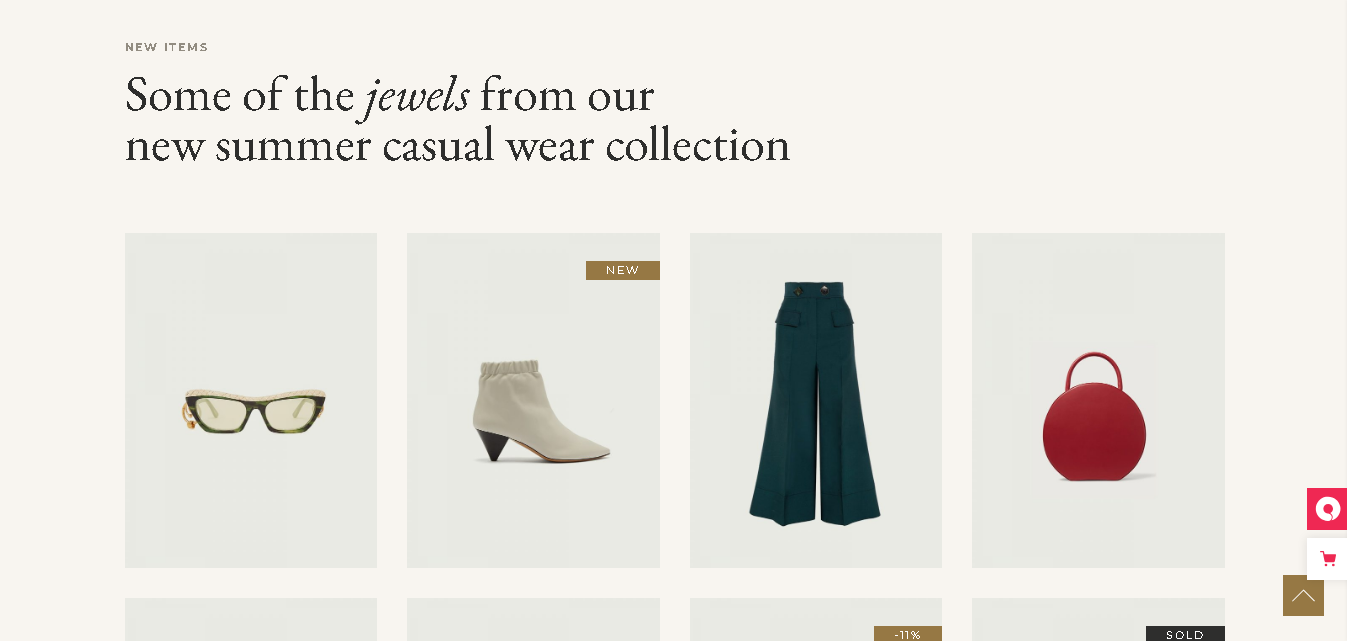 NEW ITEMS
Some of the jewels from our
new summer casual wear collection
NEW
-11%
SOLD